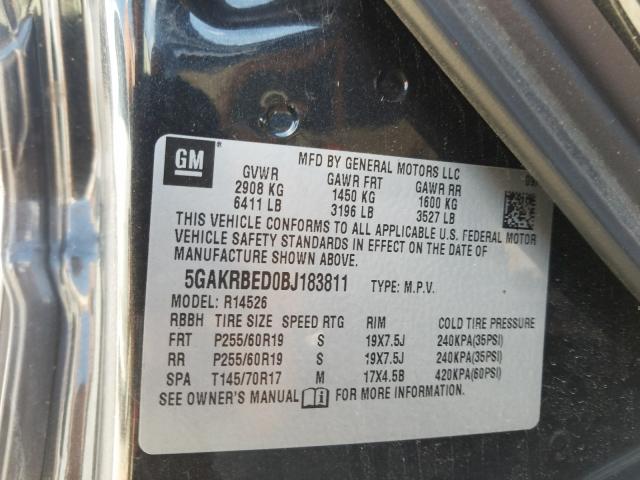 GM
MFD BY GENERAL MOTORS LLC
GVWR GAWR FRT GAWR RR
2908 KG 1450 KG 1600 KG
6411 LB 3196 LB 3527 LB
THIS VEHICLE CONFORMS TO ALL APPLICABLE U.S. FEDERAL MOTOR
VEHICLE SAFETY STANDARDS IN EFFECT ON THE DATE OF
MANUFACTURE SHOWN ABOVE.
5GAKRBED0BJ183811 TYPE: M.P.V.
MODEL: R14526
RBBH TIRE SIZE SPEED RTG RIM COLD TIRE PRESSURE
FRT P255/60R19 S 19X7.5J 240KPA(35PSI)
RR P255/60R19 S 19X7.5J 240KPA(35PSI)
SPA T145/70R17 M 17X4.5B 420KPA(60PSI)
SEE OWNER'S MANUAL FOR MORE INFORMATION.